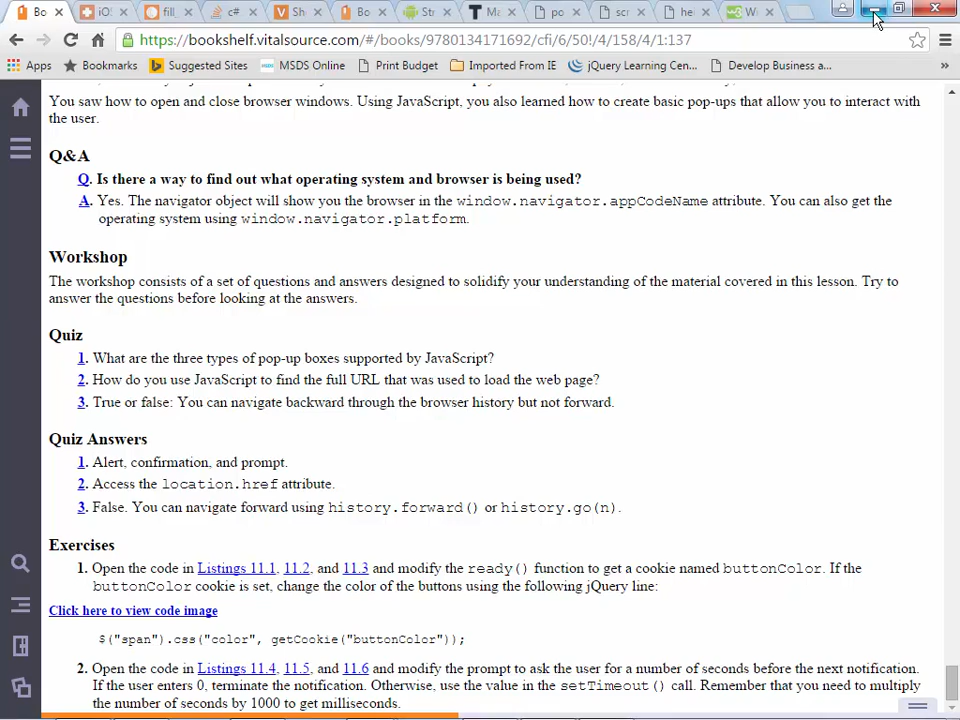 Bo
iOS
fill_
c#
V Sh
Bo
Str
T Ma
po
scr
he
W
https://bookshelf.vitalsource.com/#/books/9780134171692/cfi/6/50!/4/158/4/1:137
Apps
Bookmarks
Suggested Sites
MSDS Online
Print Budget
Imported From IE
jQuery Learning Cen...
Develop Business a...
You saw how to open and close browser windows. Using JavaScript, you also learned how to create basic pop-ups that allow you to interact with
the user.
Q&A
Q. Is there a way to find out what operating system and browser is being used?
A. Yes. The navigator object will show you the browser in the window.navigator.appCodeName attribute. You can also get the
operating system using window.navigator.platform.
Workshop
The workshop consists of a set of questions and answers designed to solidify your understanding of the material covered in this lesson. Try to
answer the questions before looking at the answers.
Quiz
1. What are the three types of pop-up boxes supported by JavaScript?
2. How do you use JavaScript to find the full URL that was used to load the web page?
3. True or false: You can navigate backward through the browser history but not forward.
Quiz Answers
1. Alert, confirmation, and prompt.
2. Access the location.href attribute.
3. False. You can navigate forward using history.forward() or history.go(n).
Exercises
1. Open the code in Listings 11.1, 11.2, and 11.3 and modify the ready() function to get a cookie named buttonColor. If the
buttonColor cookie is set, change the color of the buttons using the following jQuery line:
Click here to view code image
$("span").css("color", getCookie("buttonColor"));
2. Open the code in Listings 11.4, 11.5, and 11.6 and modify the prompt to ask the user for a number of seconds before the next notification.
If the user enters 0, terminate the notification. Otherwise, use the value in the setTimeout() call. Remember that you need to multiply
the number of seconds by 1000 to get milliseconds.